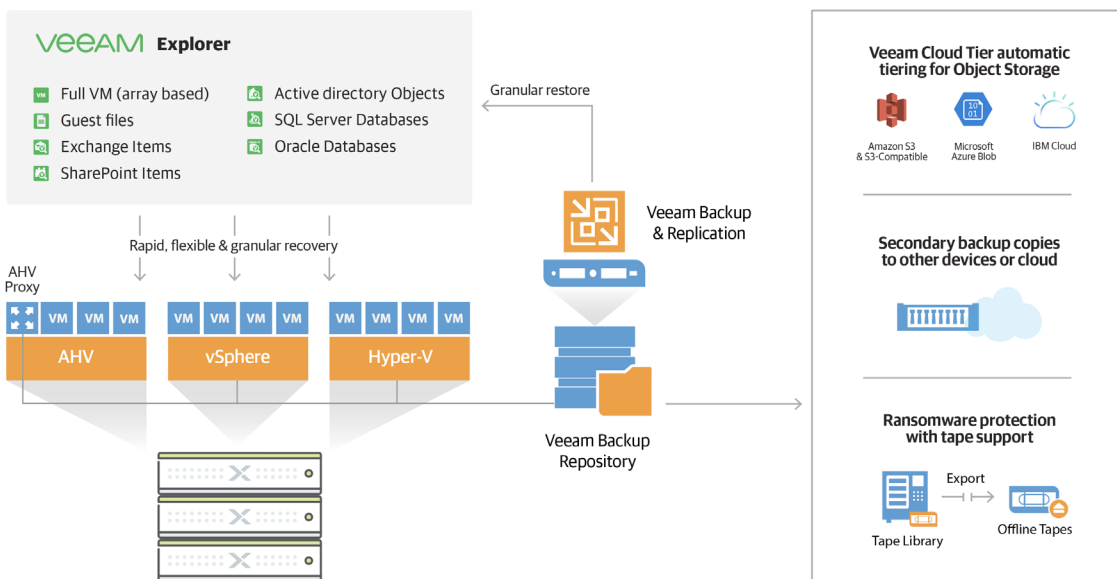 veeAM Explorer
VM Full VM (array based)
Guest files
Exchange Items
SharePoint Items
Active directory Objects
SQL Server Databases
Oracle Databases
Granular restore
Rapid, flexible & granular recovery
AHV
Proxy
VM VM VM
AHV
VM VM VM VM
vSphere
VM VM VM VM
Hyper-V
Veeam Backup
& Replication
Veeam Backup
Repository
Veeam Cloud Tier automatic
tiering for Object Storage
10
01
Amazon S3
& S3-Compatible
Microsoft
Azure Blob
IBM Cloud
Secondary backup copies
to other devices or cloud
Ransomware protection
with tape support
Export
Tape Library
Offline Tapes
X
X
X